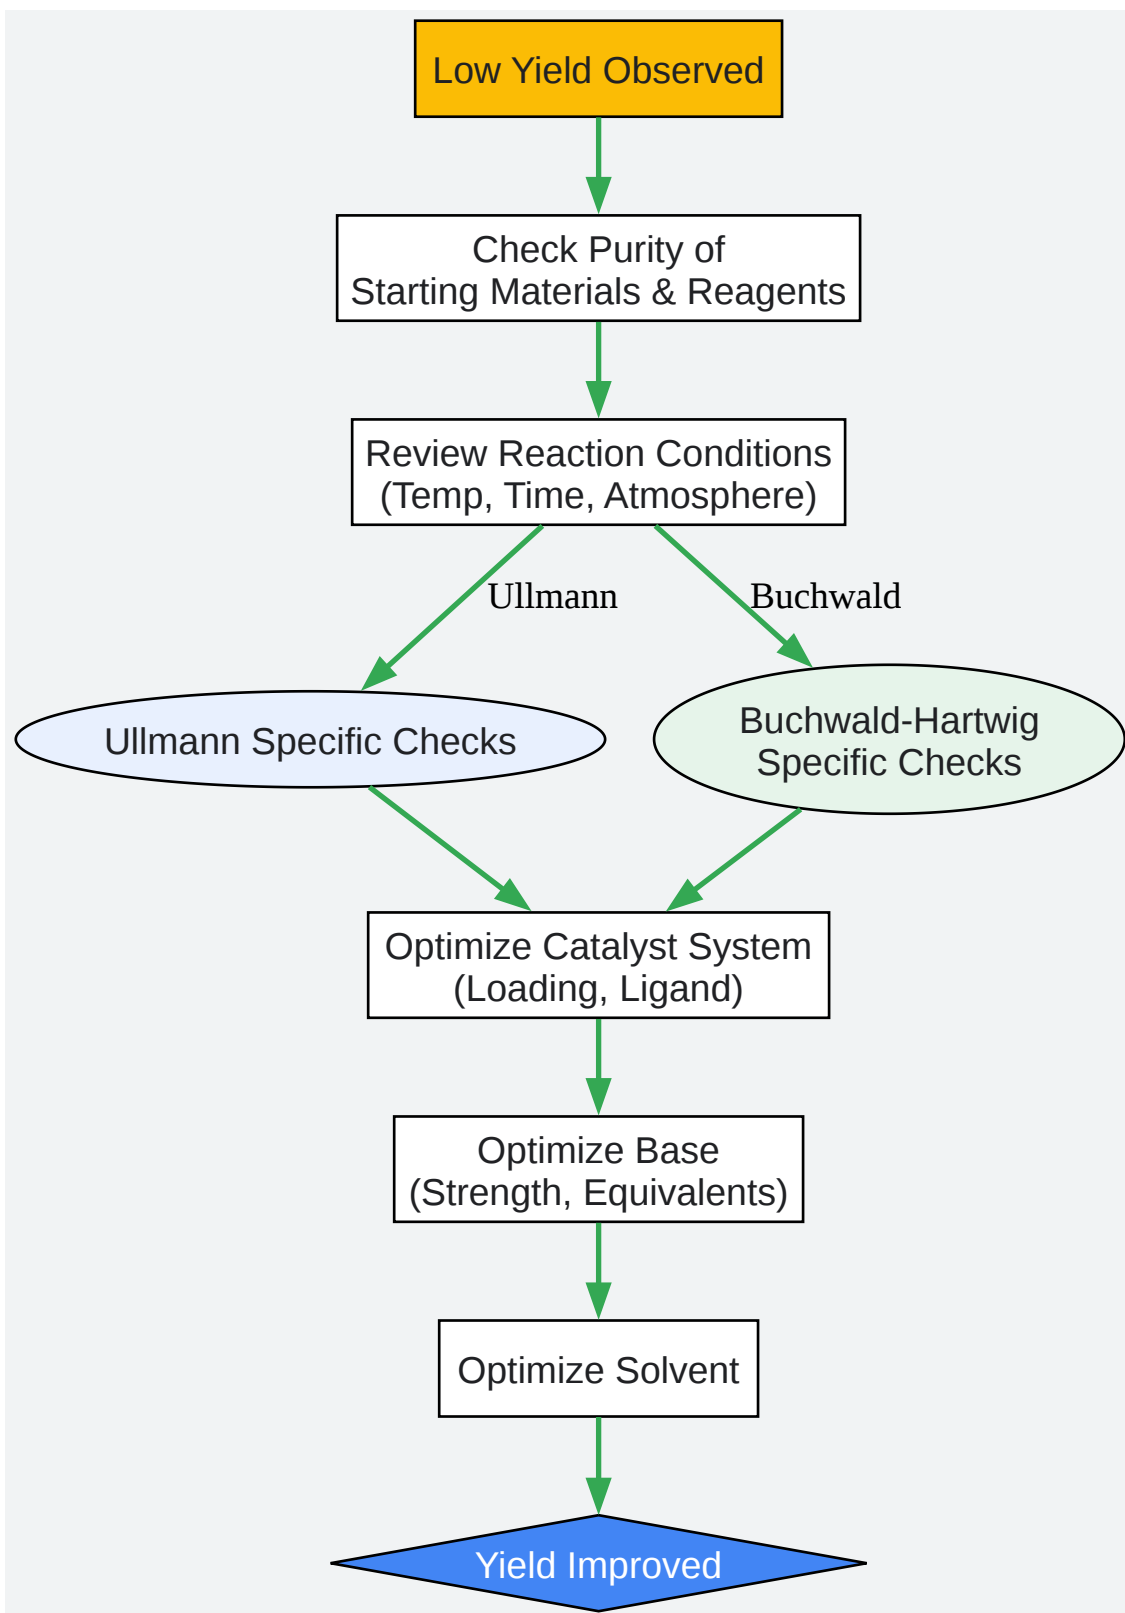 Low Yield Observed
Check Purity of
Starting Materials & Reagents
Review Reaction Conditions
(Temp, Time, Atmosphere)
Ullmann
Buchwald
Ullmann Specific Checks
Buchwald-Hartwig
Specific Checks
Optimize Catalyst System
(Loading, Ligand)
Optimize Base
(Strength, Equivalents)
Optimize Solvent
Yield Improved